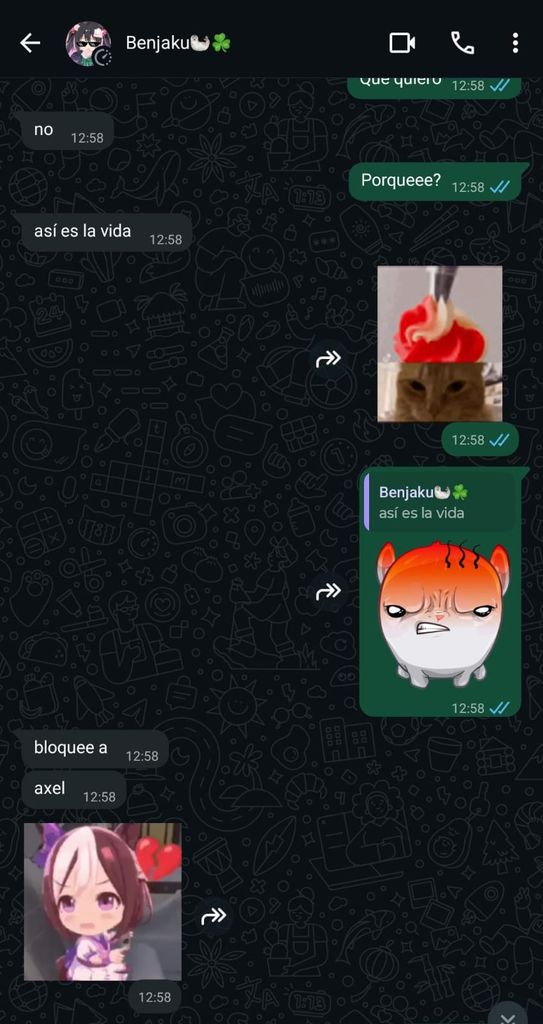 Benjaku🦭☘️
Que quiero 12:58
no 12:58
Porqueee? 12:58
así es la vida 12:58
12:58
Benjaku🦭☘️
así es la vida
12:58
bloquee a 12:58
axel 12:58
12:58